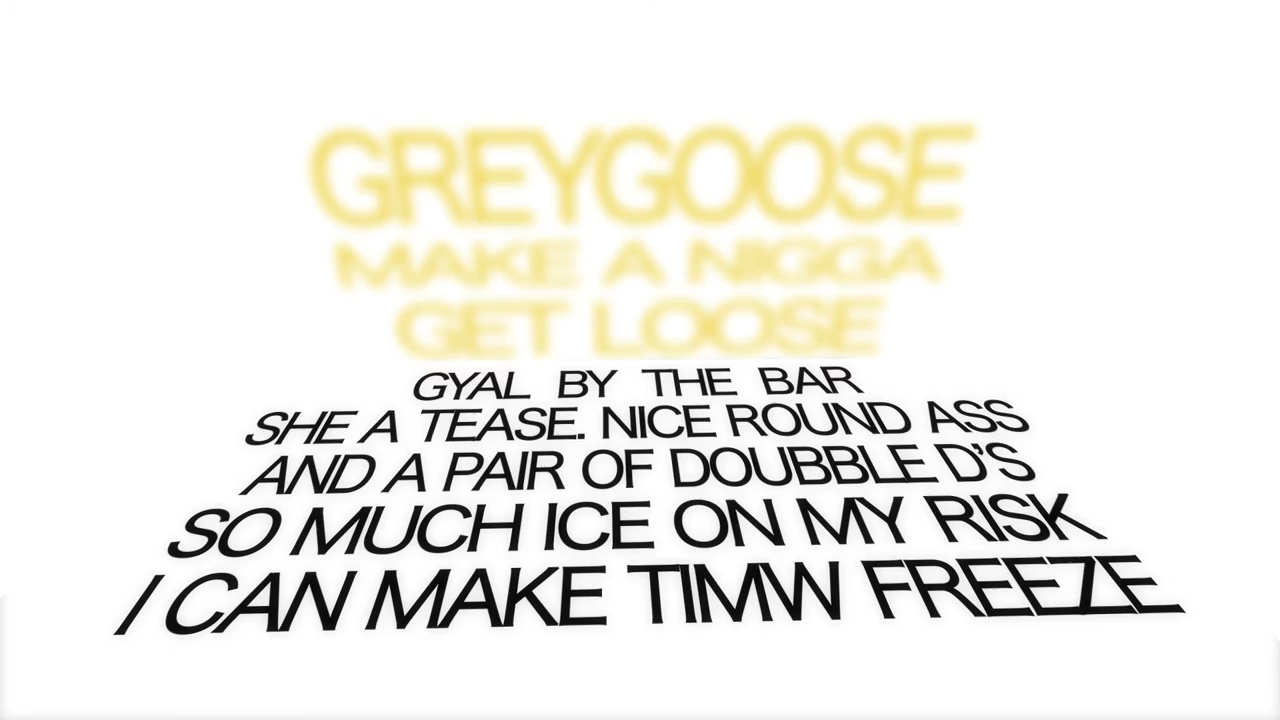 GREYGOOSE
MAKE A NIGGA
GET LOOSE
GYAL BY THE BAR
SHE A TEASE. NICE ROUND ASS
AND A PAIR OF DOUBBLE D'S
SO MUCH ICE ON MY RISK
I CAN MAKE TIMW FREEZE